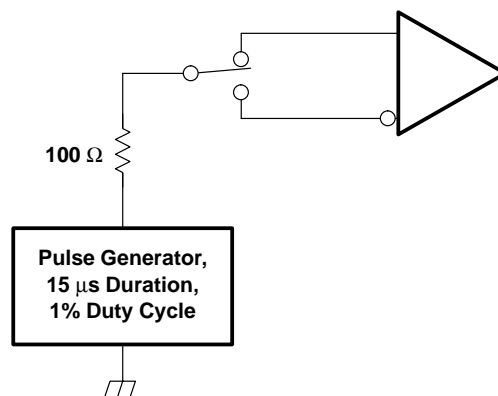 100 Ω
Pulse Generator,
15 μs Duration,
1% Duty Cycle